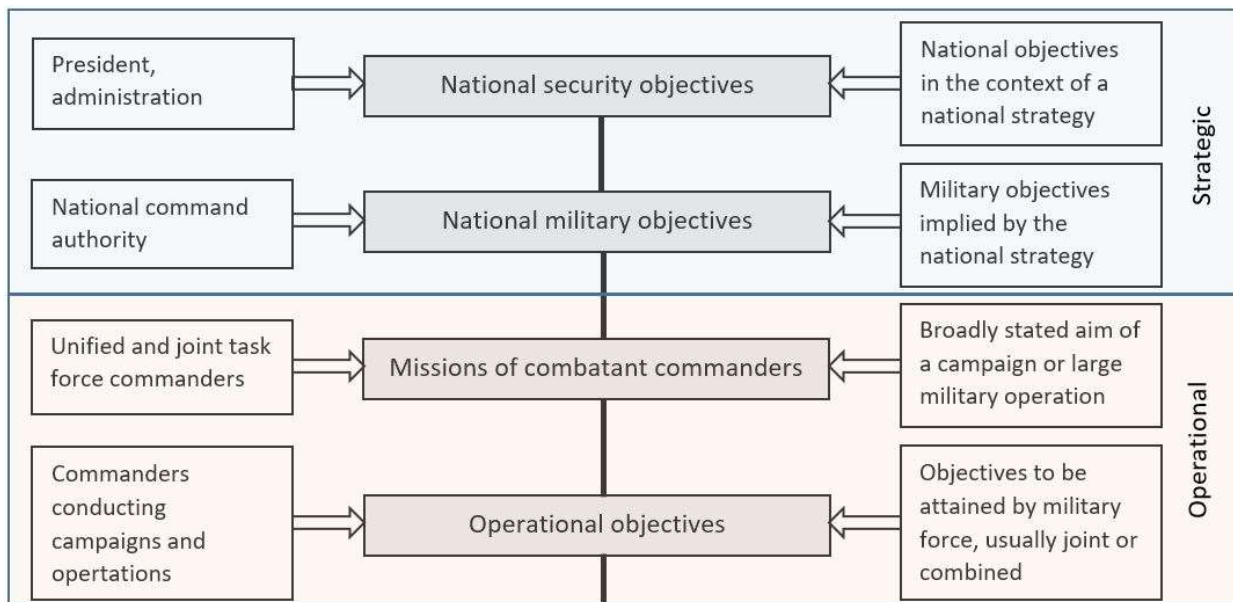 President,
administration
National security objectives
National objectives
in the context of a
national strategy
National command
authority
National military objectives
Military objectives
implied by the
national strategy
Strategic
Unified and joint task
force commanders
Missions of combatant commanders
Broadly stated aim of
a campaign or large
military operation
Commanders
conducting
campaigns and
opertations
Operational objectives
Objectives to be
attained by military
force, usually joint or
combined
Operational